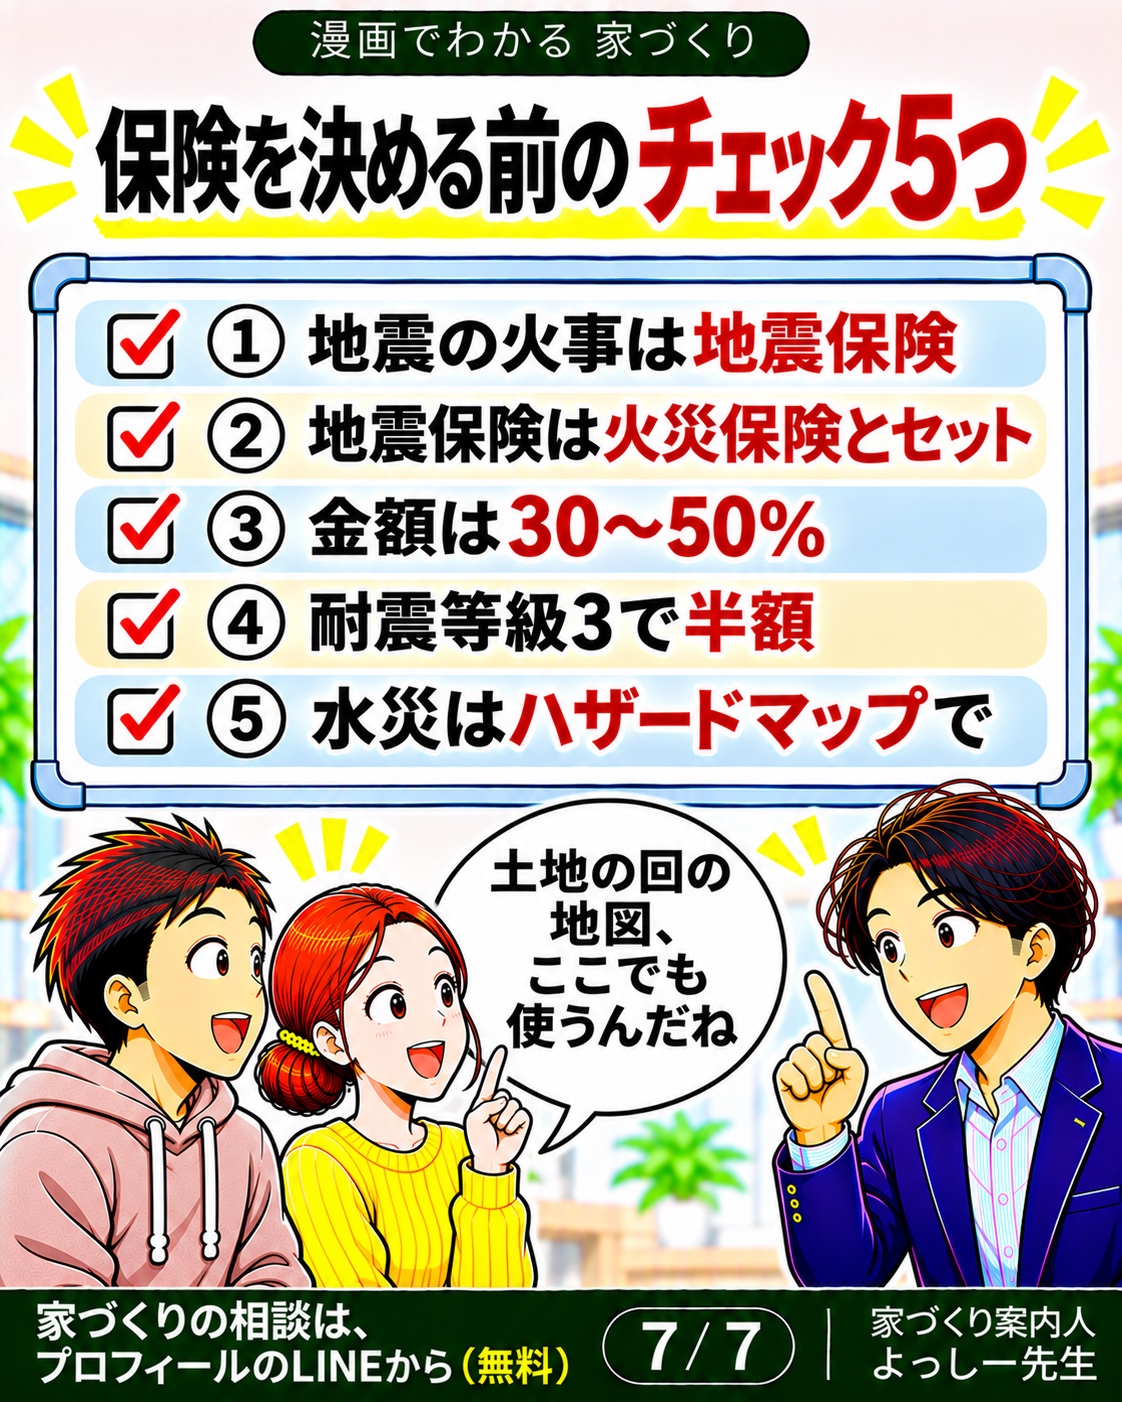 漫画でわかる 家づくり
保険を決める前のチェック5つ
① 地震の火事は地震保険
② 地震保険は火災保険とセット
③ 金額は30～50%
④ 耐震等級3で半額
⑤ 水災はハザードマップで
土地の回の
地図、
ここでも
使うんだね
家づくりの相談は、
プロフィールのLINEから(無料)
7/7
家づくり案内人
よっしー先生